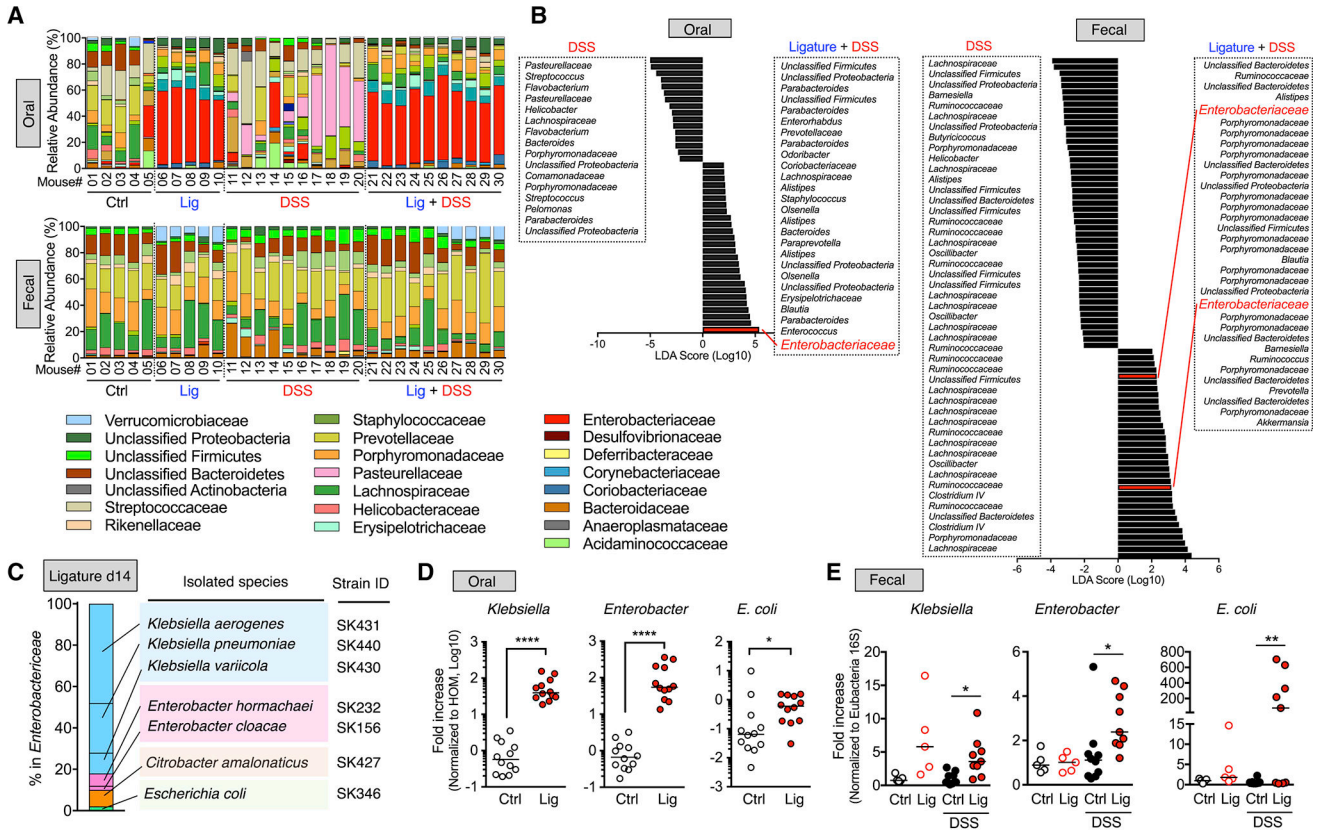 A
Oral
Relative Abundance (%)
100
80
60
40
20
0
Mouse# 01 02 03 04 05 06 07 08 09 10 11 12 13 14 15 16 17 18 19 20 21 22 23 24 25 26 27 28 29 30
Ctrl Lig DSS Lig + DSS
Fecal
Relative Abundance (%)
100
80
60
40
20
0
Mouse# 01 02 03 04 05 06 07 08 09 10 11 12 13 14 15 16 17 18 19 20 21 22 23 24 25 26 27 28 29 30
Ctrl Lig DSS Lig + DSS
Verrucomicrobiaceae
Unclassified Proteobacteria
Unclassified Firmicutes
Unclassified Bacteroidetes
Unclassified Actinobacteria
Streptococcaceae
Rikenellaceae
Staphylococcaceae
Prevotellaceae
Porphyromonadaceae
Pasteurellaceae
Lachnospiraceae
Helicobacteraceae
Erysipelotrichaceae
Enterobacteriaceae
Desulfovibrionaceae
Deferribacteraceae
Corynebacteriaceae
Coriobacteriaceae
Bacteroidaceae
Anaeroplasmataceae
Acidaminococcaceae
B
Oral
DSS
Pasteurellaceae
Streptococcus
Flavobacterium
Pasteurellaceae
Helicobacter
Lachnospiraceae
Flavobacterium
Bacteroides
Porphyromonadaceae
Unclassified Proteobacteria
Comamonadaceae
Porphyromonadaceae
Streptococcus
Pelomonas
Parabacteroides
Unclassified Proteobacteria
-10 -5 0 5 10
LDA Score (Log10)
Ligature + DSS
Unclassified Firmicutes
Unclassified Proteobacteria
Parabacteroides
Unclassified Firmicutes
Parabacteroides
Enterorhabdus
Prevotellaceae
Parabacteroides
Odoribacter
Coriobacteriaceae
Lachnospiraceae
Alistipes
Staphylococcus
Olsenella
Alistipes
Bacteroides
Paraprevotella
Alistipes
Unclassified Proteobacteria
Olsenella
Erysipelotrichaceae
Blautia
Parabacteroides
Enterococcus
Enterobacteriaceae
Fecal
DSS
Lachnospiraceae
Unclassified Firmicutes
Unclassified Proteobacteria
Barnesiella
Ruminococcaceae
Lachnospiraceae
Unclassified Proteobacteria
Butyricicoccus
Porphyromonadaceae
Helicobacter
Lachnospiraceae
Alistipes
Unclassified Firmicutes
Unclassified Bacteroidetes
Unclassified Firmicutes
Ruminococcaceae
Ruminococcaceae
Lachnospiraceae
Oscillibacter
Ruminococcaceae
Unclassified Firmicutes
Unclassified Firmicutes
Lachnospiraceae
Lachnospiraceae
Oscillibacter
Lachnospiraceae
Lachnospiraceae
Ruminococcaceae
Ruminococcaceae
Ruminococcaceae
Unclassified Firmicutes
Lachnospiraceae
Lachnospiraceae
Lachnospiraceae
Lachnospiraceae
Ruminococcaceae
Lachnospiraceae
Lachnospiraceae
Oscillibacter
Lachnospiraceae
Ruminococcaceae
Clostridium IV
Ruminococcaceae
Unclassified Bacteroidetes
Clostridium IV
Porphyromonadaceae
Lachnospiraceae
-6 -4 -2 0 2 4 6
LDA Score (Log10)
Ligature + DSS
Unclassified Bacteroidetes
Ruminococcaceae
Unclassified Bacteroidetes
Alistipes
Enterobacteriaceae
Porphyromonadaceae
Porphyromonadaceae
Porphyromonadaceae
Porphyromonadaceae
Unclassified Bacteroidetes
Porphyromonadaceae
Unclassified Proteobacteria
Porphyromonadaceae
Porphyromonadaceae
Porphyromonadaceae
Unclassified Firmicutes
Porphyromonadaceae
Porphyromonadaceae
Blautia
Porphyromonadaceae
Porphyromonadaceae
Unclassified Proteobacteria
Enterobacteriaceae
Porphyromonadaceae
Porphyromonadaceae
Unclassified Bacteroidetes
Barnesiella
Ruminococcus
Porphyromonadaceae
Unclassified Bacteroidetes
Prevotella
Unclassified Bacteroidetes
Porphyromonadaceae
Akkermansia
C
Ligature d14
Isolated species Strain ID
% in Enterobactericeae
100
80
60
40
20
0
Klebsiella aerogenes SK431
Klebsiella pneumoniae SK440
Klebsiella variicola SK430
Enterobacter hormachaei SK232
Enterobacter cloacae SK156
Citrobacter amalonaticus SK427
Escherichia coli SK346
D
Oral
Fold increase
(Normalized to HOM, Log10)
Klebsiella
****
3
2
1
0
-1
Ctrl Lig
Enterobacter
****
3
2
1
0
-1
Ctrl Lig
E. coli
*
2
1
0
-1
-2
-3
Ctrl Lig
E
Fecal
Fold increase
(Normalized to Eubacteria 16S)
Klebsiella
*
20
15
10
5
0
Ctrl Lig Ctrl Lig
DSS
Enterobacter
*
6
4
2
0
Ctrl Lig Ctrl Lig
DSS
E. coli
**
800
600
400
200
15
10
5
0
Ctrl Lig Ctrl Lig
DSS